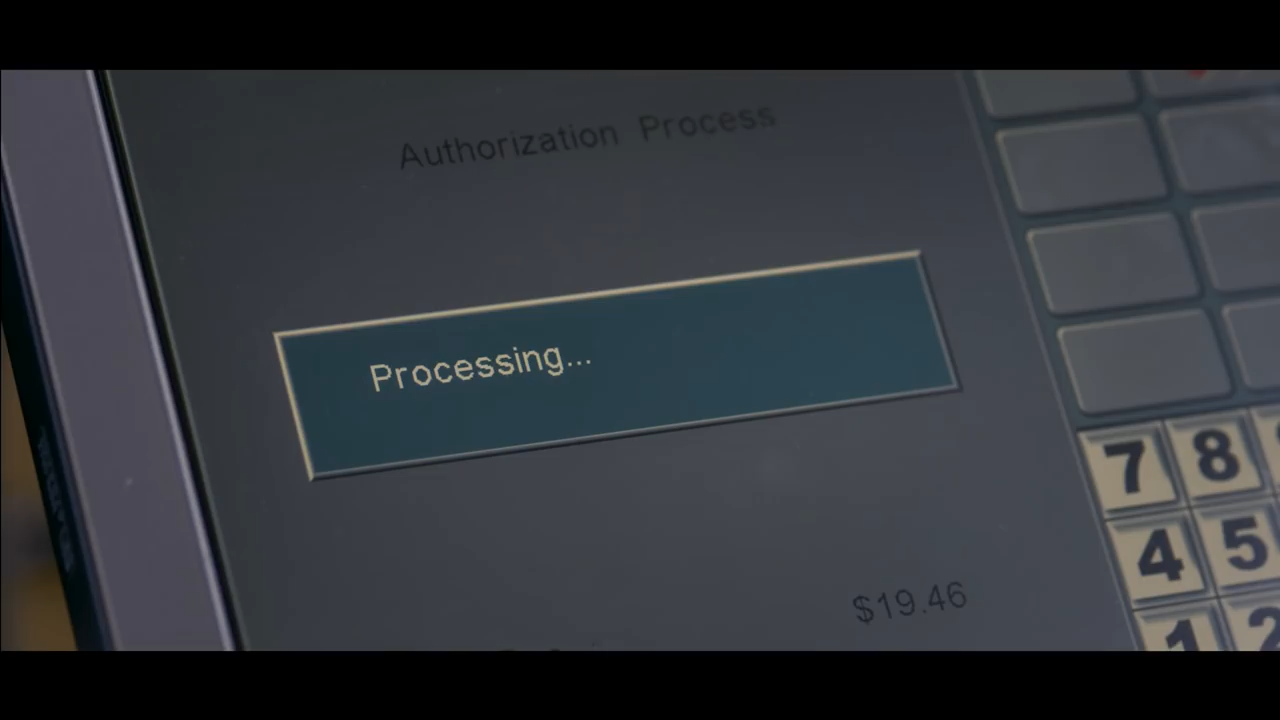 Authorization Process
Processing...
$19.46
7 8
4 5
1 2